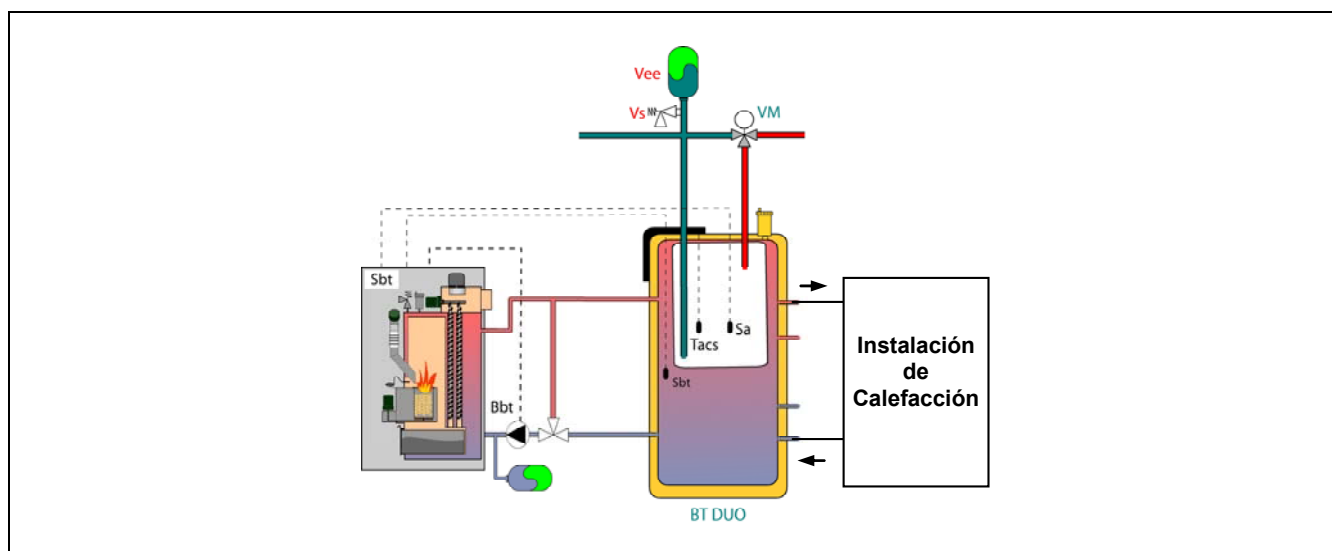 Vee
Vs
VM
Sbt
Sa
Tacs
Sbt
Bbt
Instalación
de
Calefacción
BT DUO